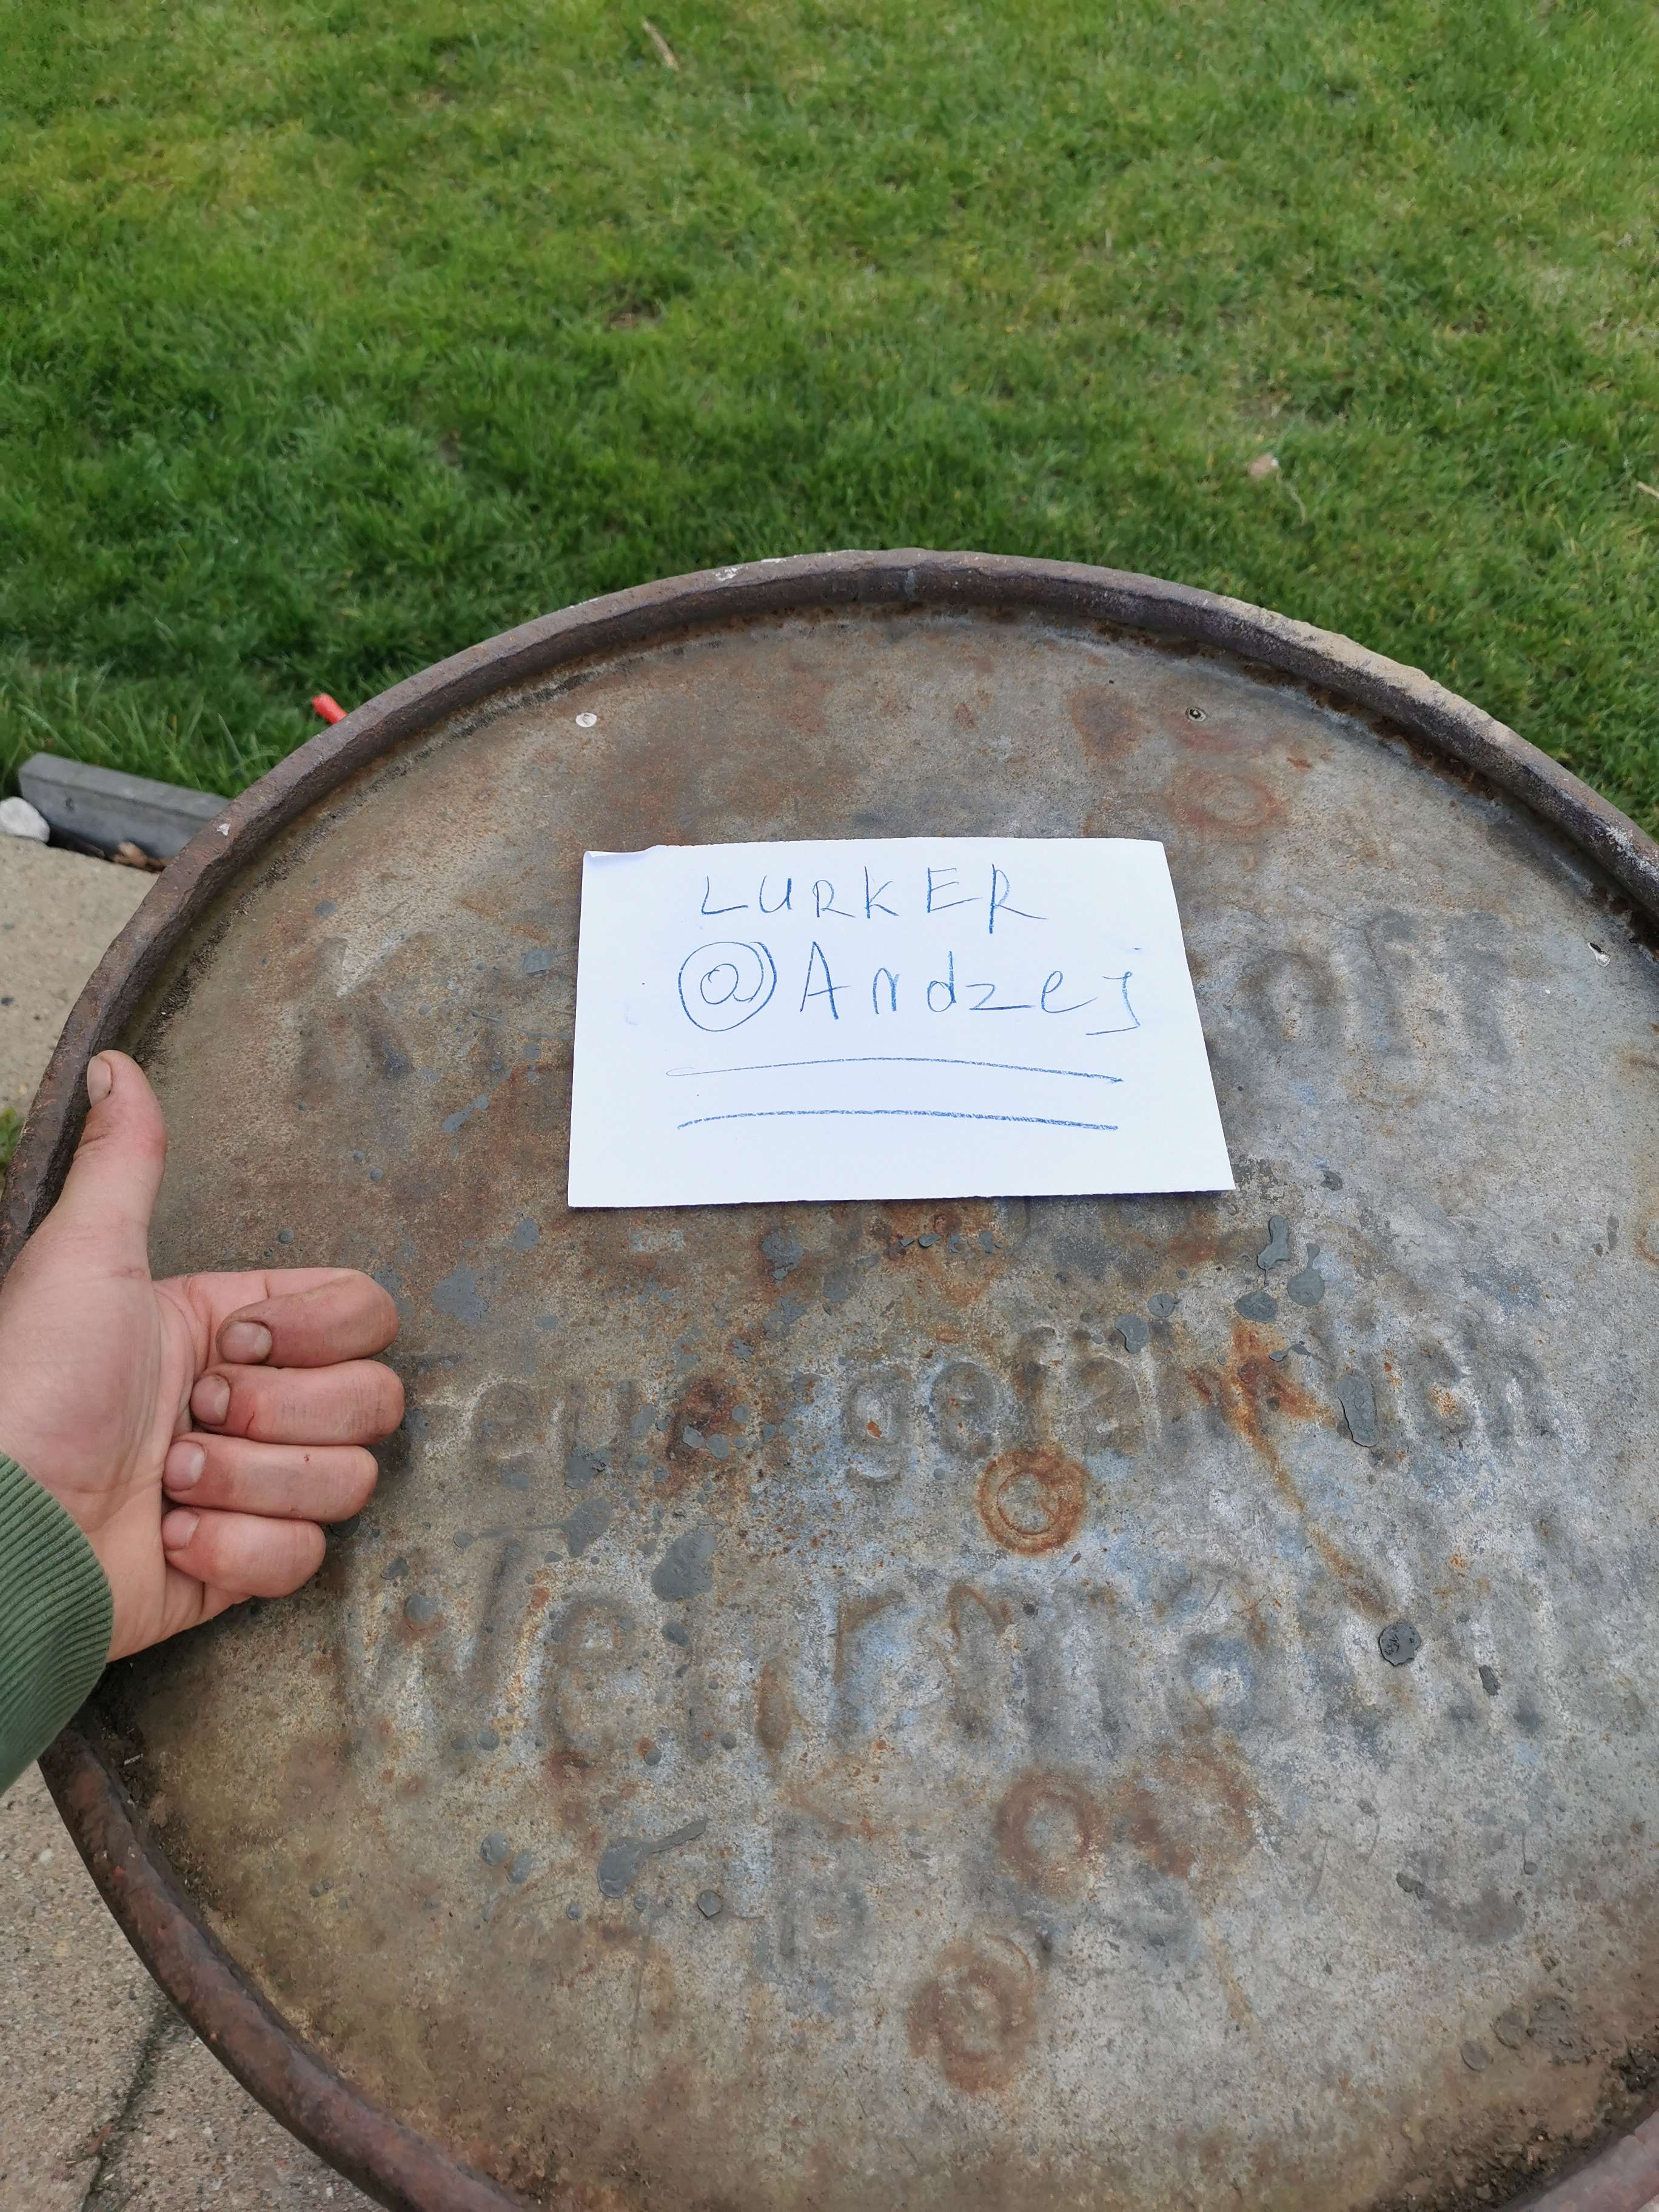 LURKER
@Andzej
Feuergefährlich
Wehrmacht